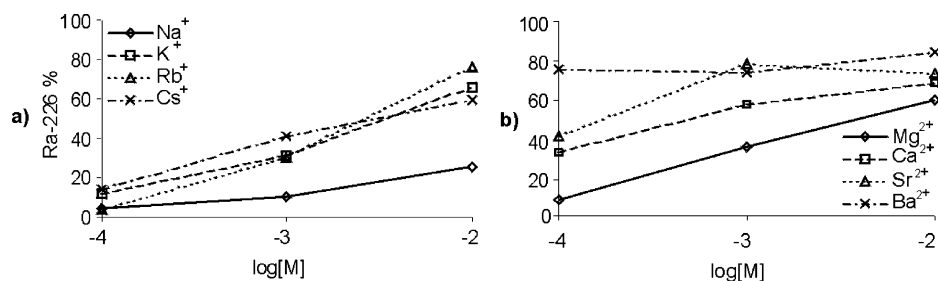 a)
Ra-226 %
100
80
60
40
20
0
Na+
K+
Rb+
Cs+
-4 -3 -2
log[M]
b)
100
80
60
40
20
0
Mg2+
Ca2+
Sr2+
Ba2+
-4 -3 -2
log[M]